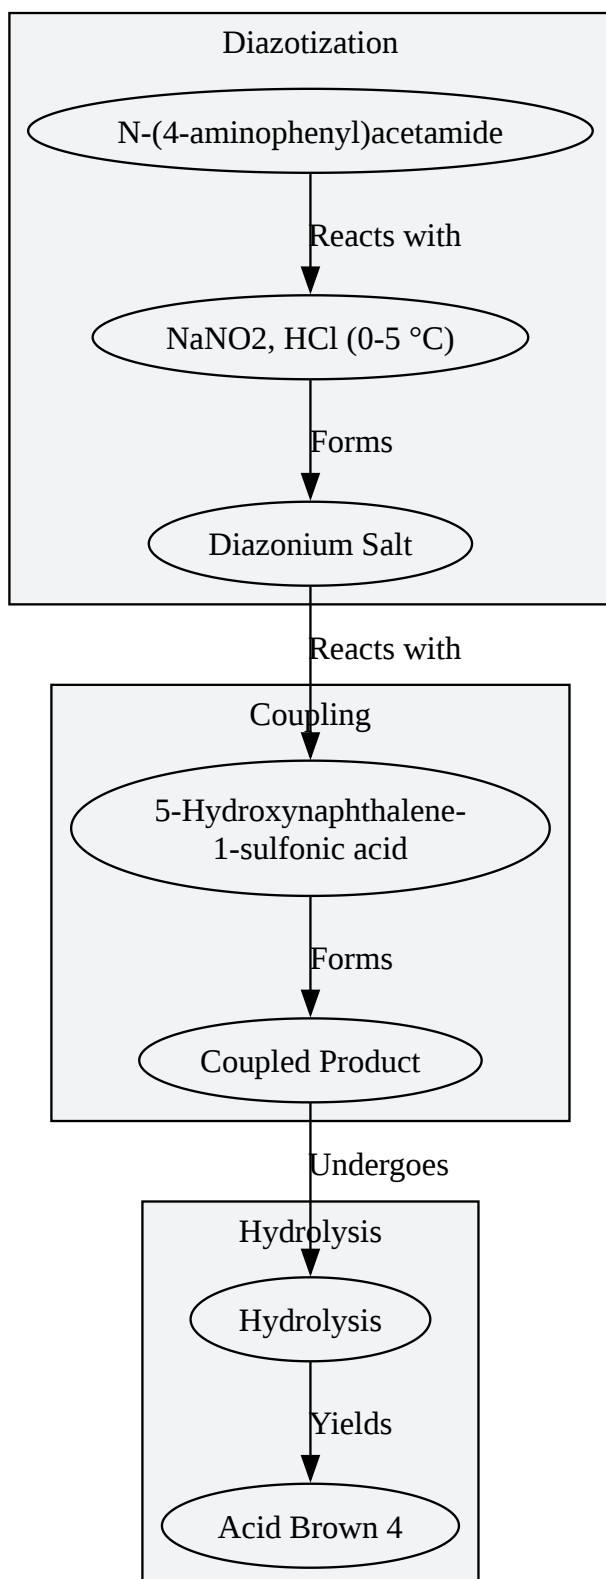 Diazotization
N-(4-aminophenyl)acetamide
Reacts with
NaNO2, HCl (0-5 °C)
Forms
Diazonium Salt
Reacts with
Coupling
5-Hydroxynaphthalene-
1-sulfonic acid
Forms
Coupled Product
Undergoes
Hydrolysis
Hydrolysis
Yields
Acid Brown 4